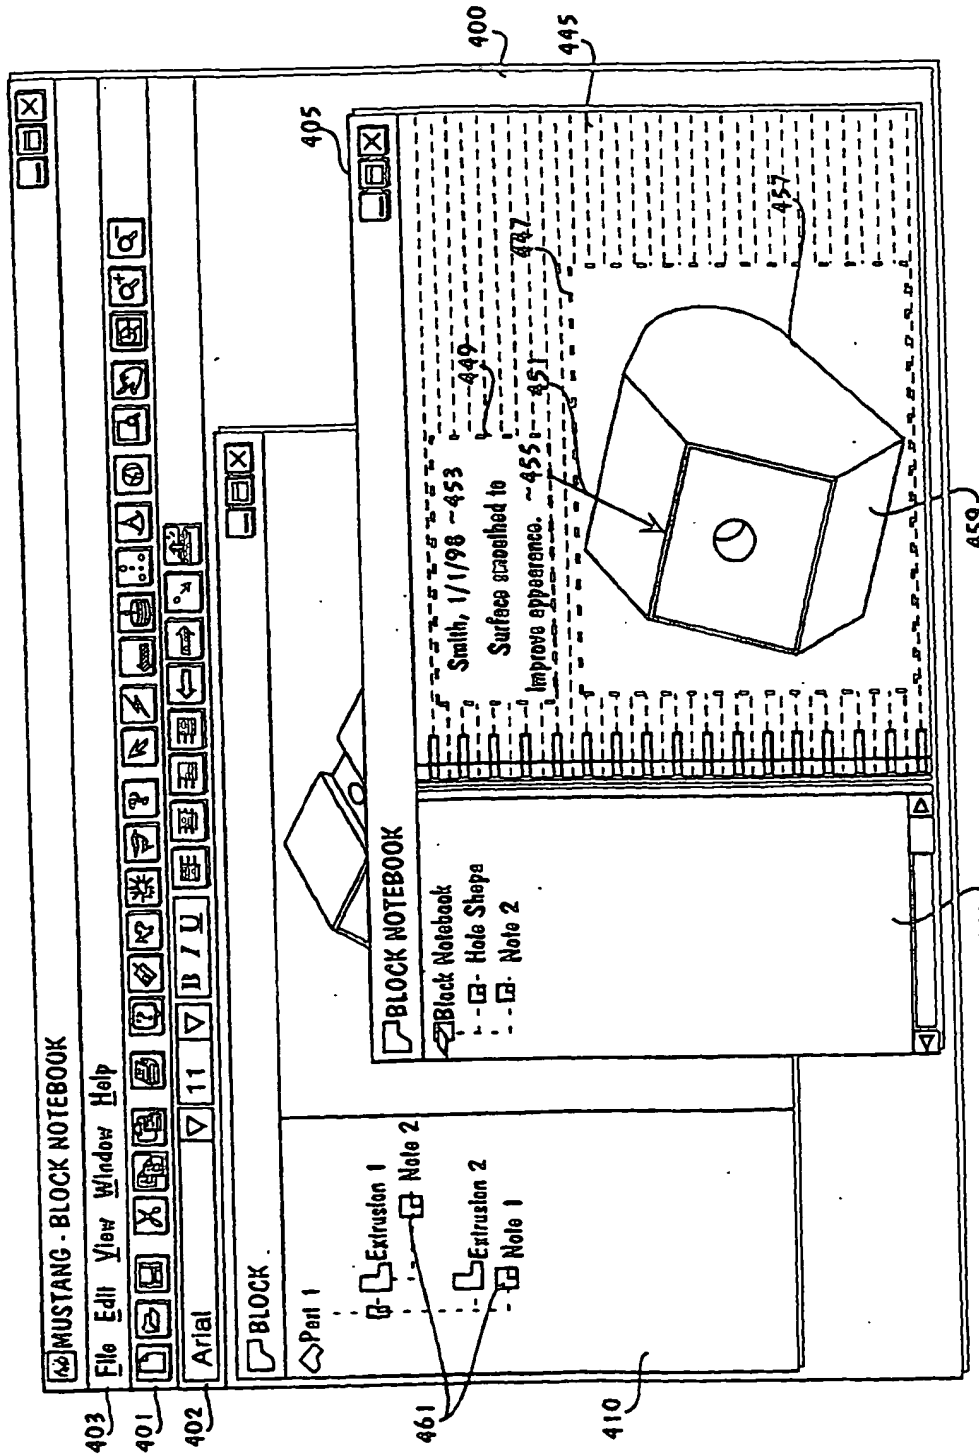 MUSTANG - BLOCK NOTEBOOK
File Edit View Window Help
Arial 11 B I U
BLOCK
Part 1
Extrusion 1
Note 2
Extrusion 2
Note 1
BLOCK NOTEBOOK
Block Notebook
Hole Shape
Note 2
Smith, 1/1/98 ~453
Surface smoothed to
Improve appearance. ~455
403
401
402
461
410
405
400
445
447
449
451
457
459